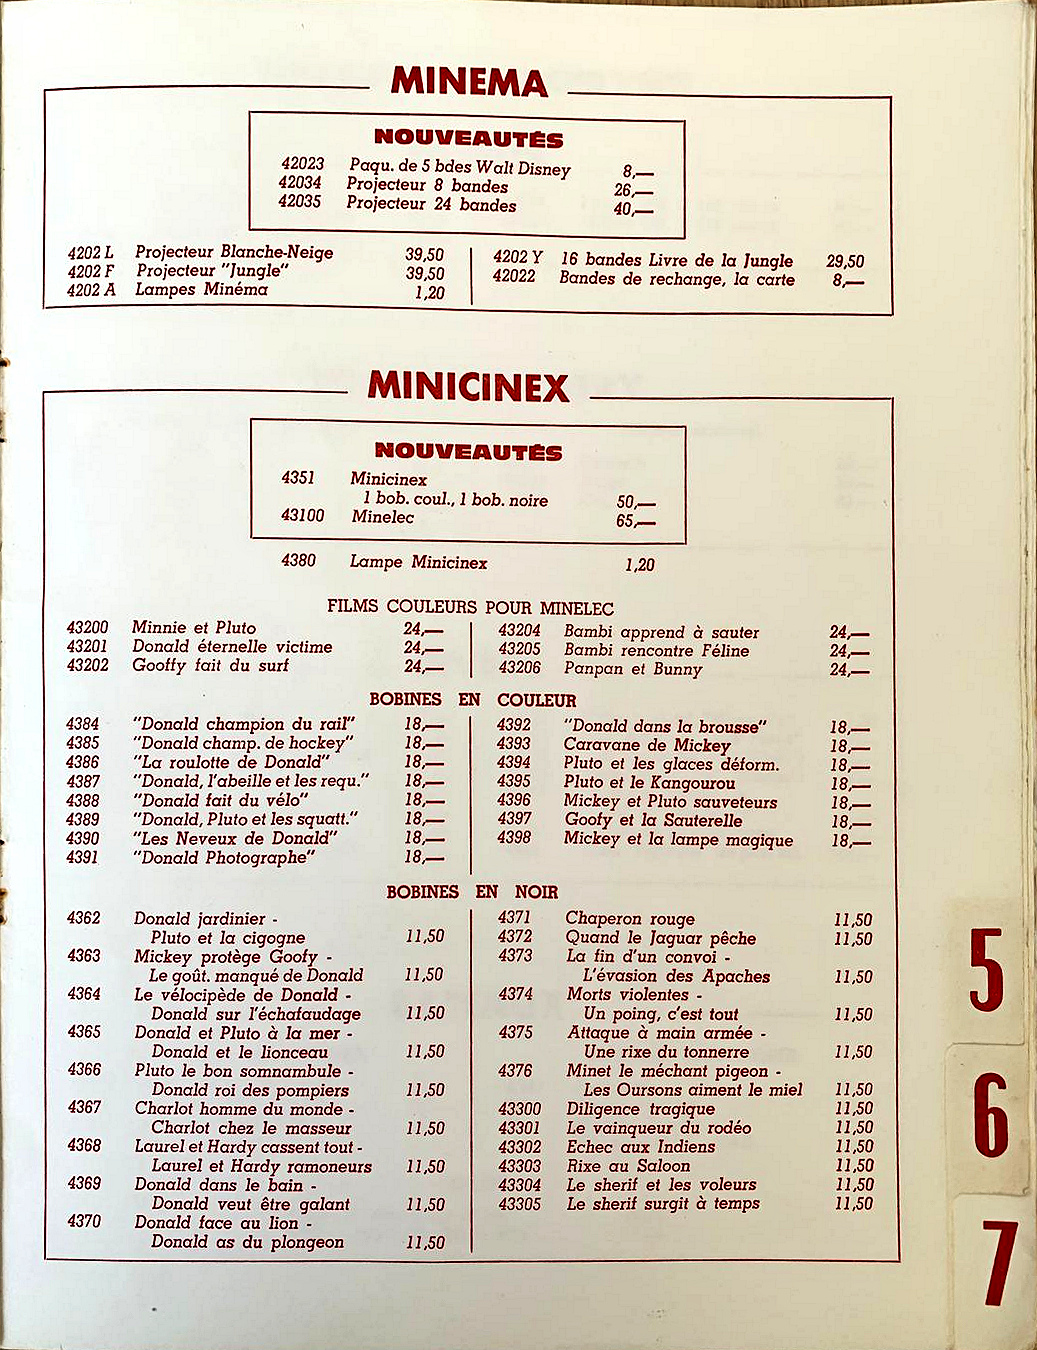 MINEMA
NOUVEAUTÉS
42023 Paqu. de 5 bdes Walt Disney 8,—
42034 Projecteur 8 bandes 26,—
42035 Projecteur 24 bandes 40,—
4202 L Projecteur Blanche-Neige 39,50
4202 F Projecteur "Jungle" 39,50
4202 A Lampes Minéma 1,20
4202 Y 16 bandes Livre de la Jungle 29,50
42022 Bandes de rechange, la carte 8,—
MINICINEX
NOUVEAUTÉS
4351 Minicinex
1 bob. coul., 1 bob. noire 50,—
43100 Minelec 65,—
4380 Lampe Minicinex 1,20
FILMS COULEURS POUR MINELEC
43200 Minnie et Pluto 24,—
43201 Donald éternelle victime 24,—
43202 Gooffy fait du surf 24,—
43204 Bambi apprend à sauter 24,—
43205 Bambi rencontre Féline 24,—
43206 Panpan et Bunny 24,—
BOBINES EN COULEUR
4384 "Donald champion du rail" 18,—
4385 "Donald champ. de hockey" 18,—
4386 "La roulotte de Donald" 18,—
4387 "Donald, l'abeille et les requ." 18,—
4388 "Donald fait du vélo" 18,—
4389 "Donald, Pluto et les squatt." 18,—
4390 "Les Neveux de Donald" 18,—
4391 "Donald Photographe" 18,—
4392 "Donald dans la brousse" 18,—
4393 Caravane de Mickey 18,—
4394 Pluto et les glaces déform. 18,—
4395 Pluto et le Kangourou 18,—
4396 Mickey et Pluto sauveteurs 18,—
4397 Goofy et la Sauterelle 18,—
4398 Mickey et la lampe magique 18,—
BOBINES EN NOIR
4362 Donald jardinier -
Pluto et la cigogne 11,50
4363 Mickey protège Goofy -
Le goût. manqué de Donald 11,50
4364 Le vélocipède de Donald -
Donald sur l'échafaudage 11,50
4365 Donald et Pluto à la mer -
Donald et le lionceau 11,50
4366 Pluto le bon somnambule -
Donald roi des pompiers 11,50
4367 Charlot homme du monde -
Charlot chez le masseur 11,50
4368 Laurel et Hardy cassent tout -
Laurel et Hardy ramoneurs 11,50
4369 Donald dans le bain -
Donald veut être galant 11,50
4370 Donald face au lion -
Donald as du plongeon 11,50
4371 Chaperon rouge 11,50
4372 Quand le Jaguar pêche 11,50
4373 La fin d'un convoi -
L'évasion des Apaches 11,50
4374 Morts violentes -
Un poing, c'est tout 11,50
4375 Attaque à main armée -
Une rixe du tonnerre 11,50
4376 Minet le méchant pigeon -
Les Oursons aiment le miel 11,50
43300 Diligence tragique 11,50
43301 Le vainqueur du rodéo 11,50
43302 Echec aux Indiens 11,50
43303 Rixe au Saloon 11,50
43304 Le sherif et les voleurs 11,50
43305 Le sherif surgit à temps 11,50
5
6
7